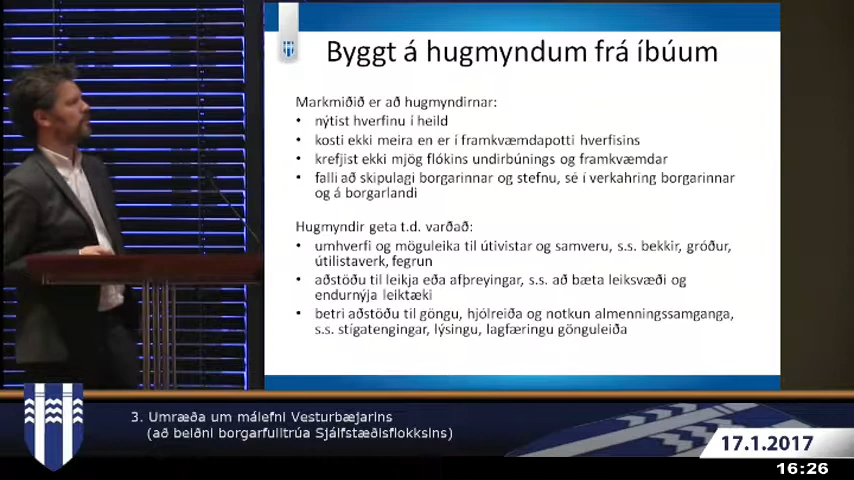 Byggt á hugmyndum frá íbúum
Markmiðið er að hugmyndirnar:
• nýtist hverfinu í heild
• kosti ekki meira en er í framkvæmdapotti hverfisins
• krefjist ekki mjög flókins undirbúnings og framkvæmdar
• falli að skipulagi borgarinnar og stefnu, sé í verkahring borgarinnar
og á borgarlandi
Hugmyndir geta t.d. varðað:
• umhverfi og möguleika til útivistar og samveru, s.s. bekkir, gróður,
útilistaverk, fegrun
• aðstöðu til leikja eða afþreyingar, s.s. að bæta leiksvæði og
endurnýja leiktæki
• betri aðstöðu til göngu, hjólreiða og notkun almenningssamganga,
s.s. stígatengingar, lýsingu, lagfæringu gönguleiða
3. Umræða um málefni Vesturbæjarins
(að beiðni borgarfulltrúa Sjálfstæðisflokksins)
17.1.2017
16:26